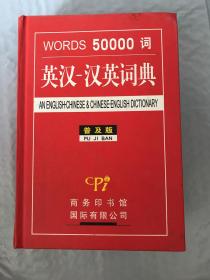 WORDS 50000 词
英汉-汉英词典
AN ENGLISH-CHINESE & CHINESE-ENGLISH DICTIONARY
普及版
PU JI BAN
CPi
商务印书馆
国际有限公司